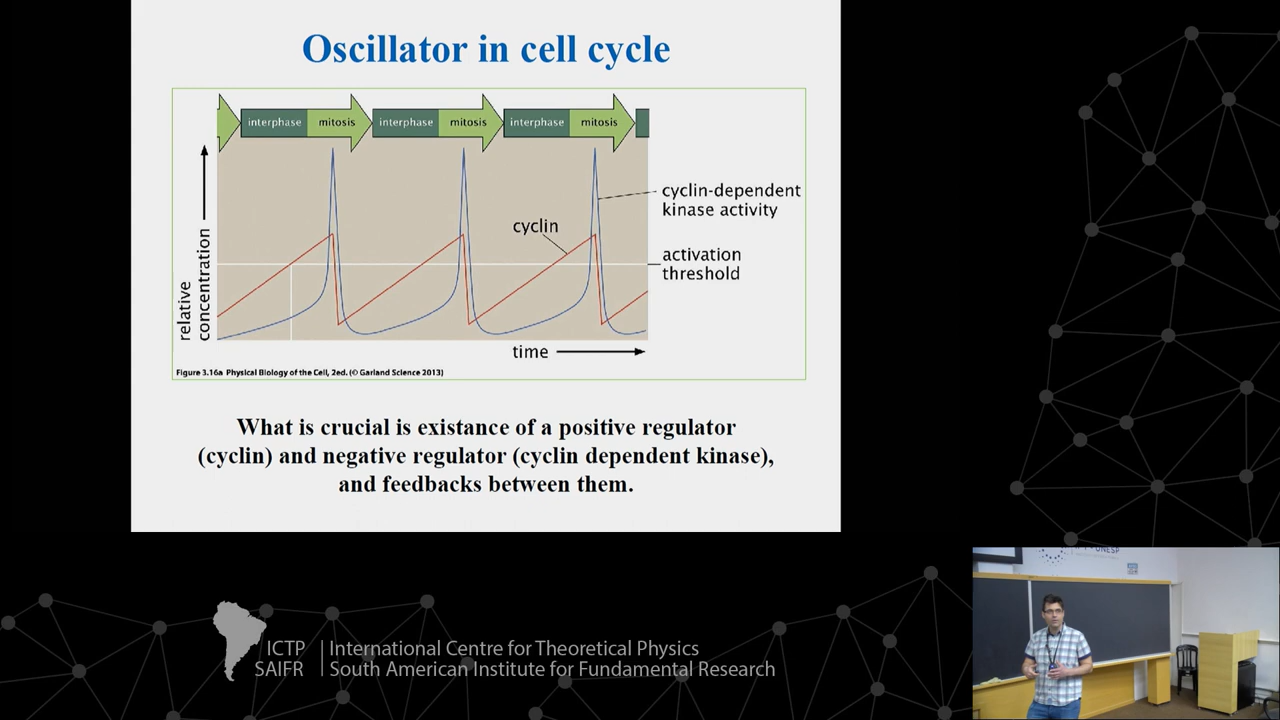 Oscillator in cell cycle
interphase mitosis interphase mitosis interphase mitosis
cyclin-dependent
kinase activity
cyclin
activation
threshold
relative
concentration
time
Figure 3.16a Physical Biology of the Cell, 2ed. (© Garland Science 2013)
What is crucial is existance of a positive regulator
(cyclin) and negative regulator (cyclin dependent kinase),
and feedbacks between them.
UNESP
ICTP
SAIFR
International Centre for Theoretical Physics
South American Institute for Fundamental Research